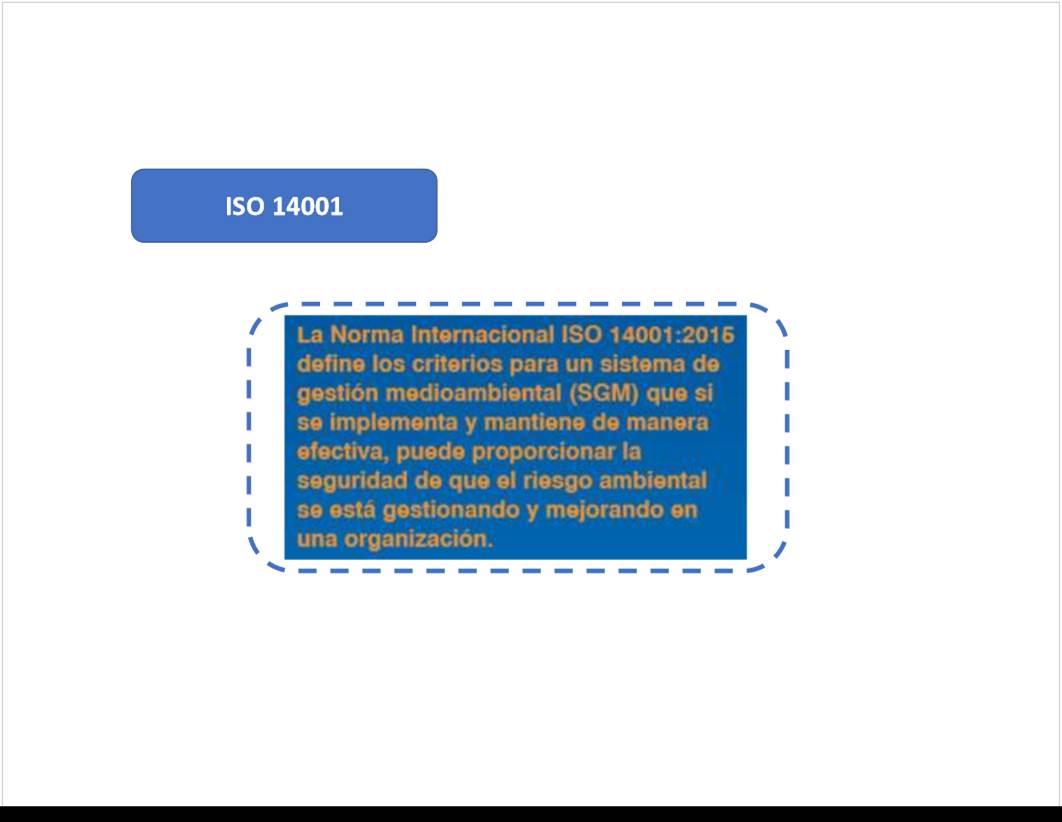 ISO 14001
La Norma Internacional ISO 14001:2015
define los criterios para un sistema de
gestión medioambiental (SGM) que si
se implementa y mantiene de manera
efectiva, puede proporcionar la
seguridad de que el riesgo ambiental
se está gestionando y mejorando en
una organización.